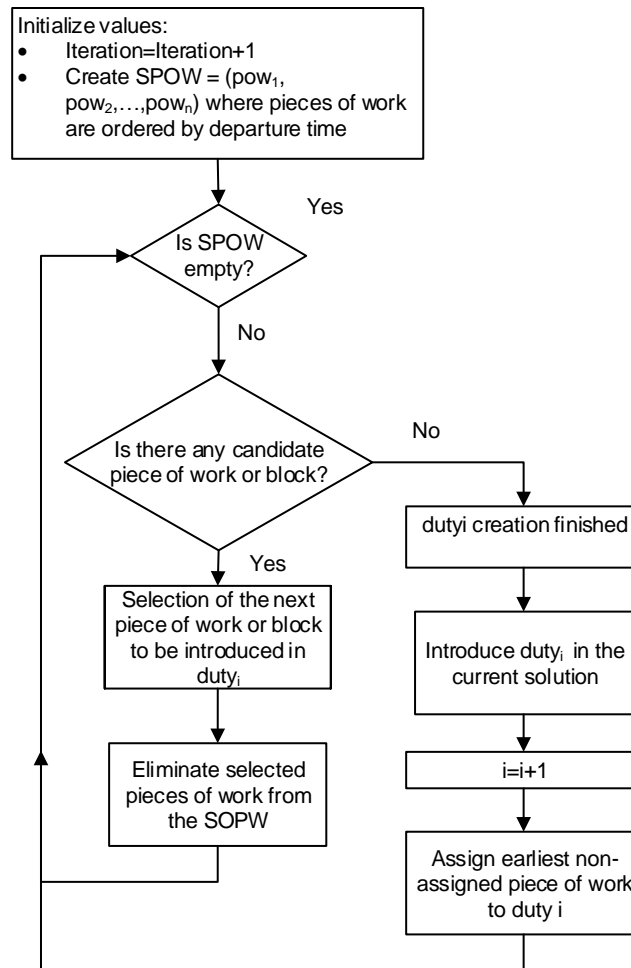 Initialize values:
• Iteration=Iteration+1
• Create SPOW = (pow₁,
pow₂,...,powₙ) where pieces of work
are ordered by departure time
Yes
Is SPOW
empty?
No
Is there any candidate
piece of work or block?
No
Yes
Selection of the next
piece of work or block
to be introduced in
dutyᵢ
Eliminate selected
pieces of work from
the SOPW
dutyi creation finished
Introduce dutyᵢ in the
current solution
i=i+1
Assign earliest non-
assigned piece of work
to duty i